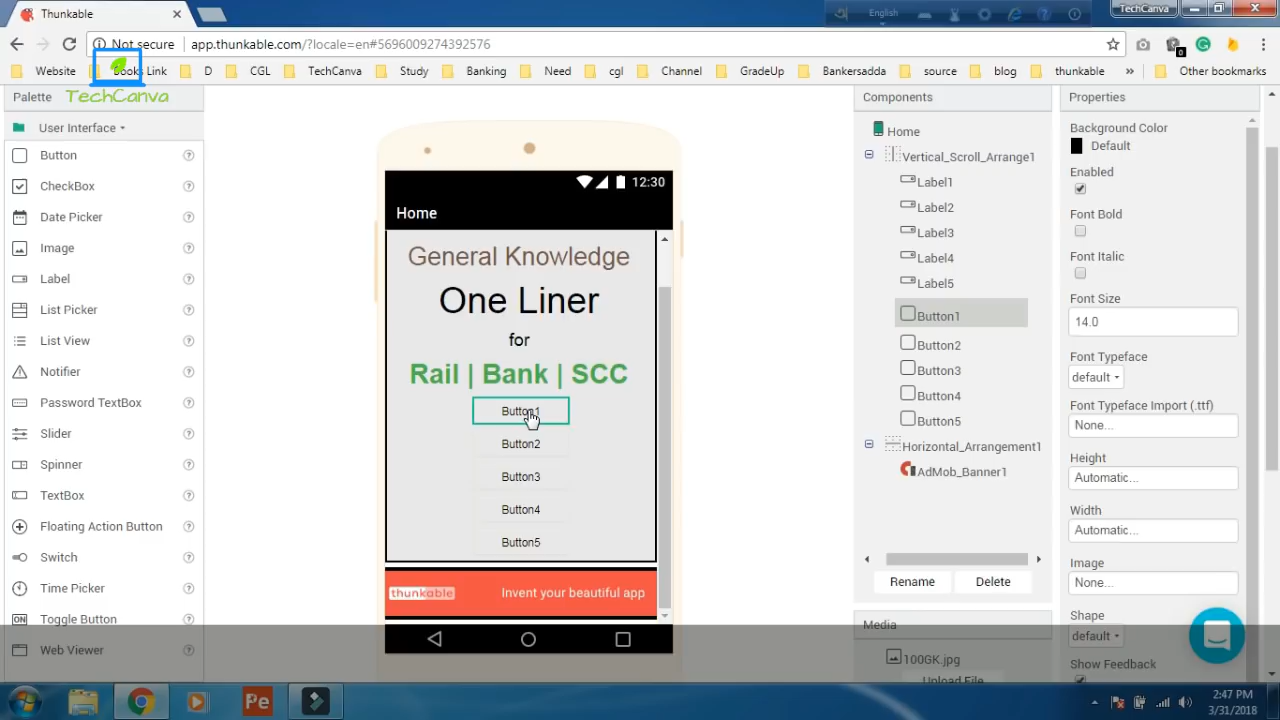 Thunkable
English
TechCanva
Not secure
app.thunkable.com/?locale=en#5696009274392576
Website
Books Link
D
CGL
TechCanva
Study
Banking
Need
cgl
Channel
GradeUp
Bankersadda
source
blog
thunkable
»
Other bookmarks
Palette
TechCanva
User Interface
Button
CheckBox
Date Picker
Image
Label
List Picker
List View
Notifier
Password TextBox
Slider
Spinner
TextBox
Floating Action Button
Switch
Time Picker
Toggle Button
Web Viewer
12:30
Home
General Knowledge
One Liner
for
Rail | Bank | SCC
Button1
Button2
Button3
Button4
Button5
thunkable
Invent your beautiful app
Components
Home
Vertical_Scroll_Arrange1
Label1
Label2
Label3
Label4
Label5
Button1
Button2
Button3
Button4
Button5
Horizontal_Arrangement1
AdMob_Banner1
Rename
Delete
Media
100GK.jpg
Upload File
Properties
Background Color
Default
Enabled
Font Bold
Font Italic
Font Size
14.0
Font Typeface
default
Font Typeface Import (.ttf)
None...
Height
Automatic...
Width
Automatic...
Image
None...
Shape
default
Show Feedback
Pe
2:47 PM
3/31/2018